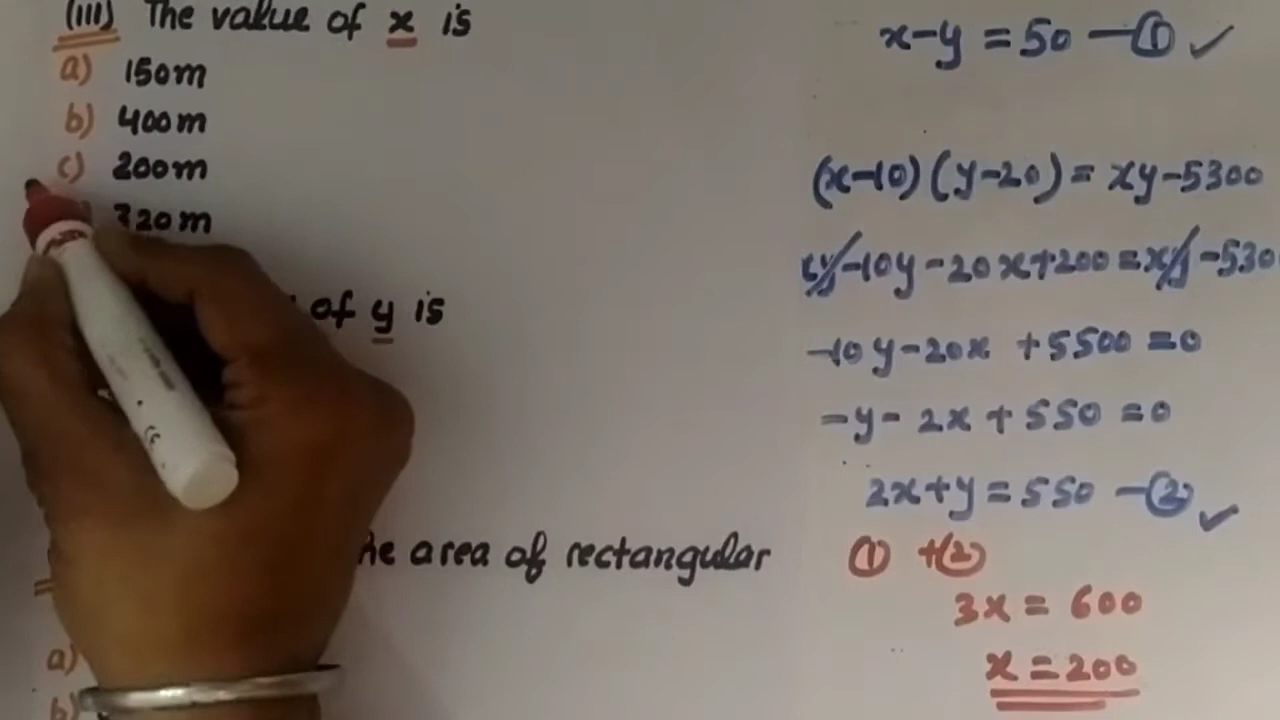 (iii) The value of x is
a) 150m
b) 400m
c) 200m
320m
of y is
area of rectangular
a)
b)
x-y = 50 — ①
(x-10)(y-20) = xy-5300
xy-10y-20x+200 = xy-530
-10y-20x +5500 = 0
-y-2x+550 = 0
2x+y = 550 — ②
① + ②
3x = 600
x = 200